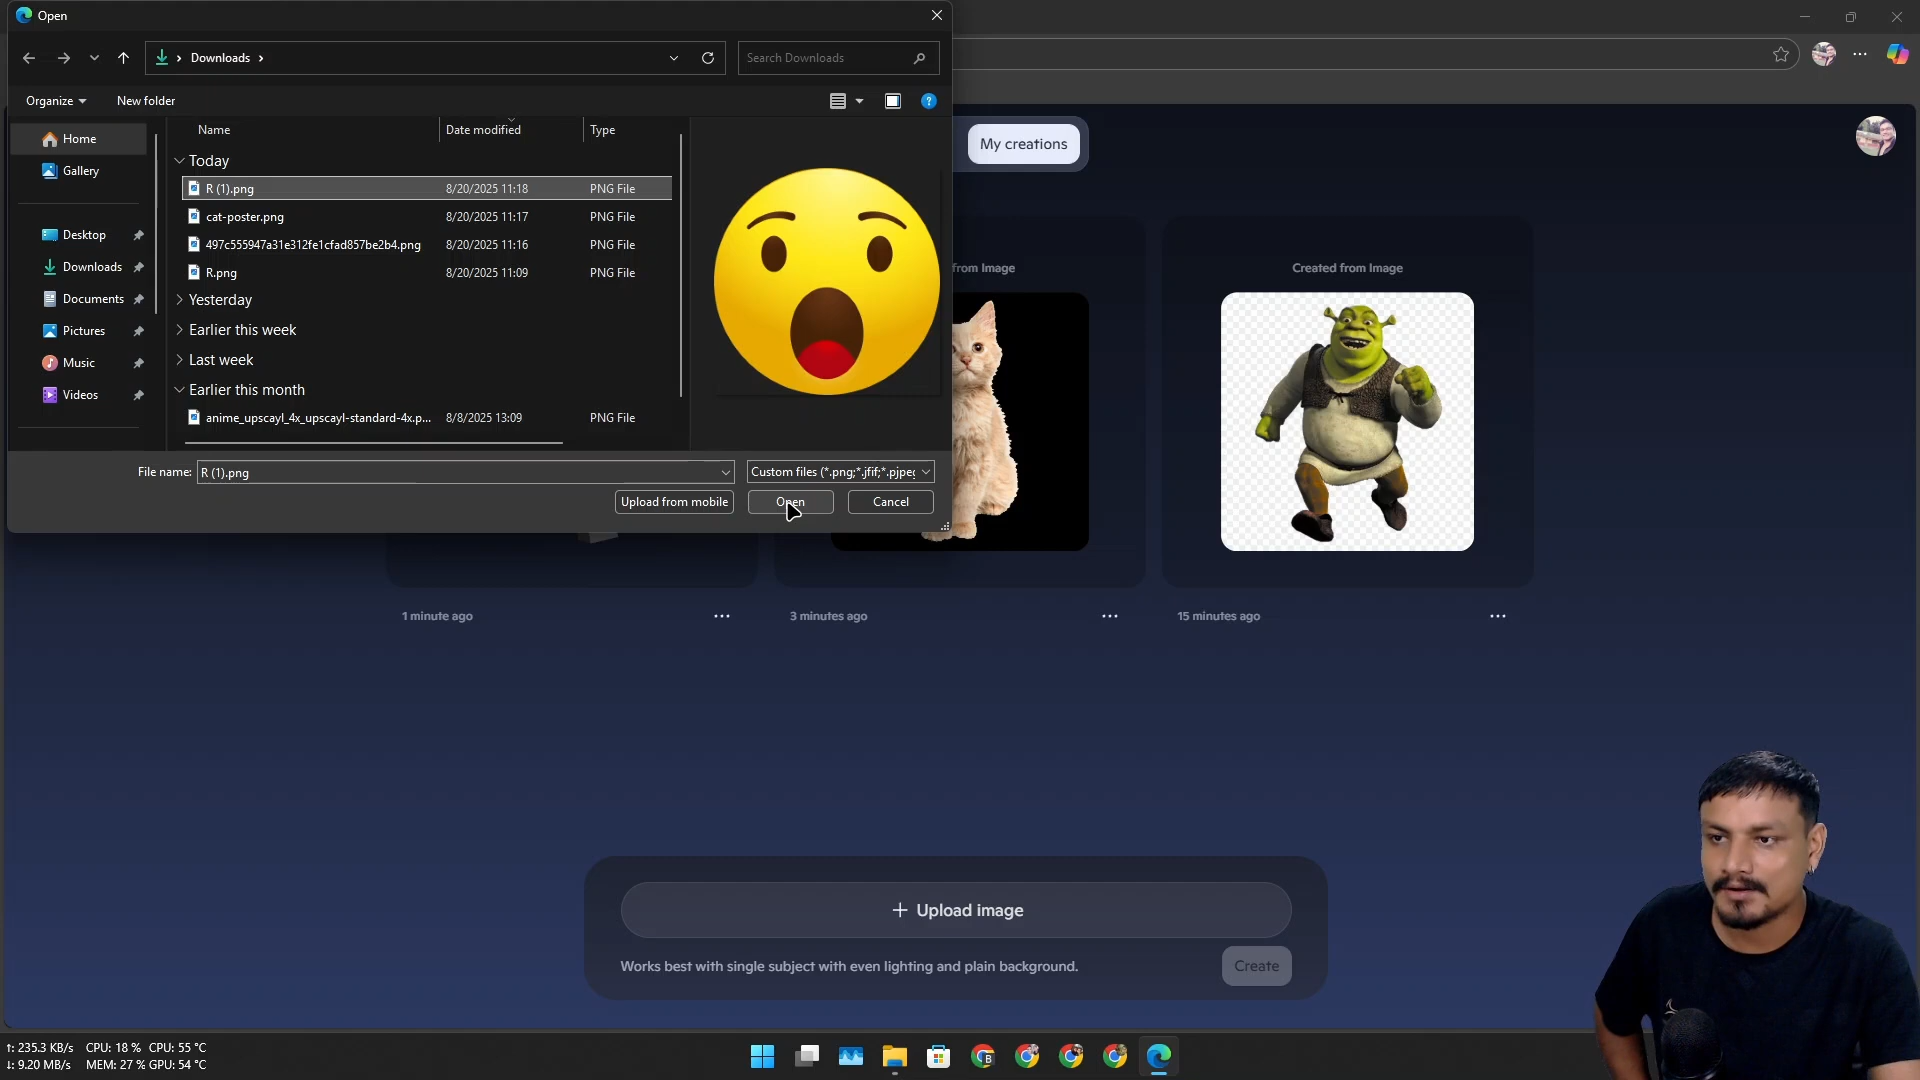 Open
Downloads
Search Downloads
Organize
New folder
Name
Date modified
Type
Home
Gallery
Desktop
Downloads
Documents
Pictures
Music
Videos
Today
R (1).png 8/20/2025 11:18 PNG File
cat-poster.png 8/20/2025 11:17 PNG File
497c555947a31e312fe1cfad857be2b4.png 8/20/2025 11:16 PNG File
R.png 8/20/2025 11:09 PNG File
Yesterday
Earlier this week
Last week
Earlier this month
anime_upscayl_4x_upscayl-standard-4x.p... 8/8/2025 13:09 PNG File
File name: R (1).png
Custom files (*.png;*.jfif;*.pjpeg
Upload from mobile
Open
Cancel
My creations
from Image
Created from Image
1 minute ago
3 minutes ago
15 minutes ago
+ Upload image
Works best with single subject with even lighting and plain background.
Create
↑: 235.3 KB/s CPU: 18 % CPU: 55 °C
↓: 9.20 MB/s MEM: 27 % GPU: 54 °C
B